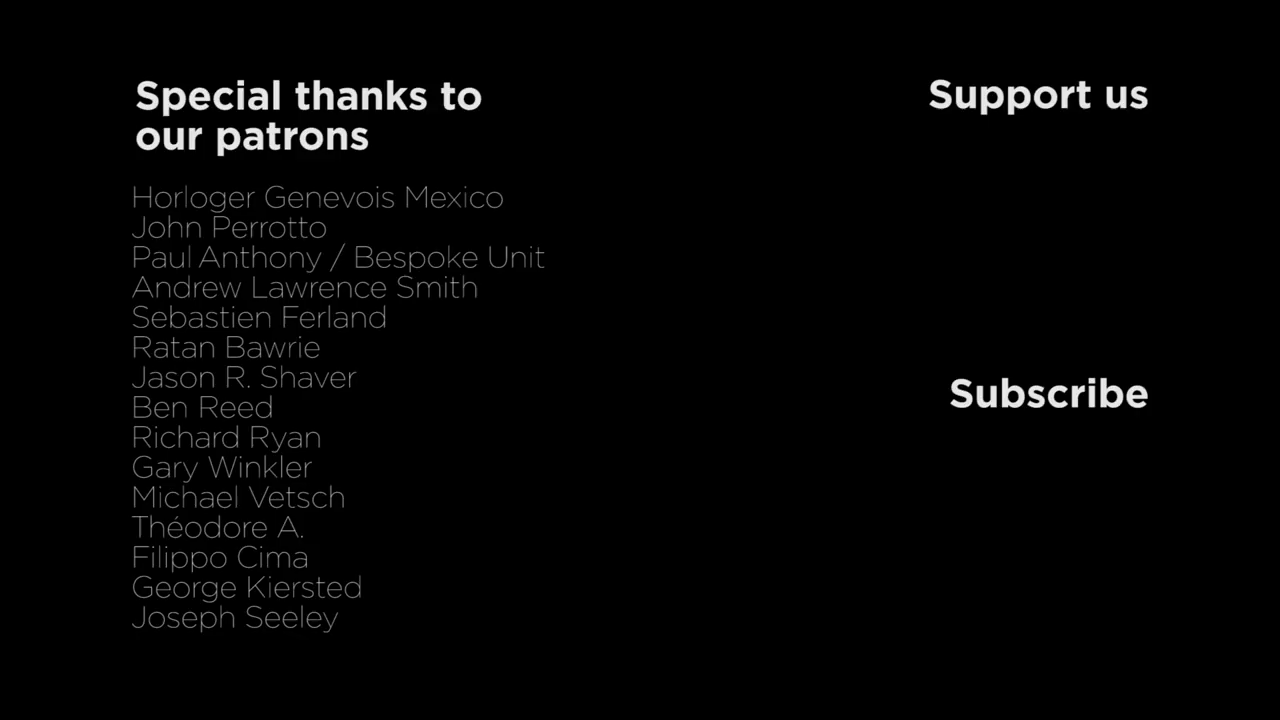 Special thanks to
our patrons
Horloger Genevois Mexico
John Perrotto
Paul Anthony / Bespoke Unit
Andrew Lawrence Smith
Sebastien Ferland
Ratan Bawrie
Jason R. Shaver
Ben Reed
Richard Ryan
Gary Winkler
Michael Vetsch
Théodore A.
Filippo Cima
George Kiersted
Joseph Seeley
Support us
Subscribe